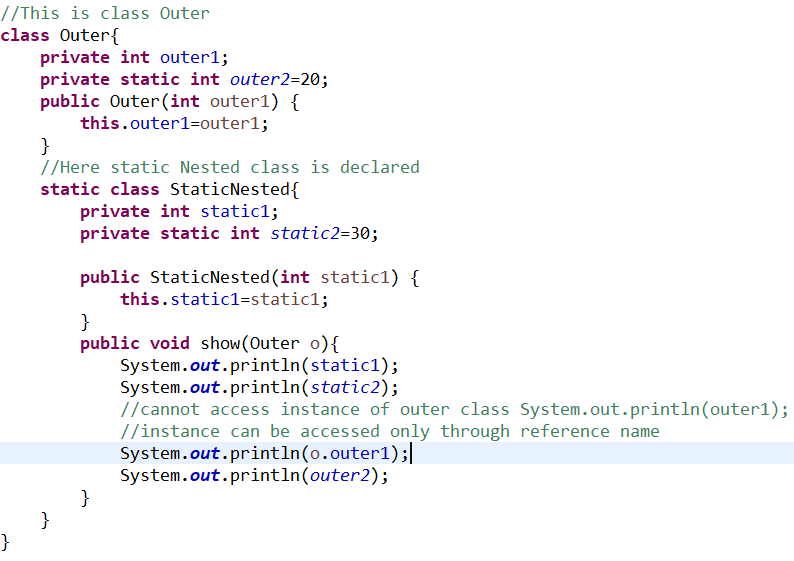 //This is class Outer
class Outer{
    private int outer1;
    private static int outer2=20;
    public Outer(int outer1) {
        this.outer1=outer1;
    }
    //Here static Nested class is declared
    static class StaticNested{
        private int static1;
        private static int static2=30;

        public StaticNested(int static1) {
            this.static1=static1;
        }
        public void show(Outer o){
            System.out.println(static1);
            System.out.println(static2);
            //cannot access instance of outer class System.out.println(outer1);
            //instance can be accessed only through reference name
            System.out.println(o.outer1);
            System.out.println(outer2);
        }
    }
}